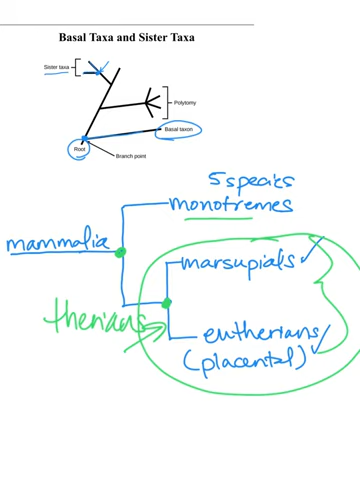 Basal Taxa and Sister Taxa
Sister taxa
Polytomy
Basal taxon
Root
Branch point
5 species
monotremes
mammalia
marsupials
therians
eutherians
(placental)